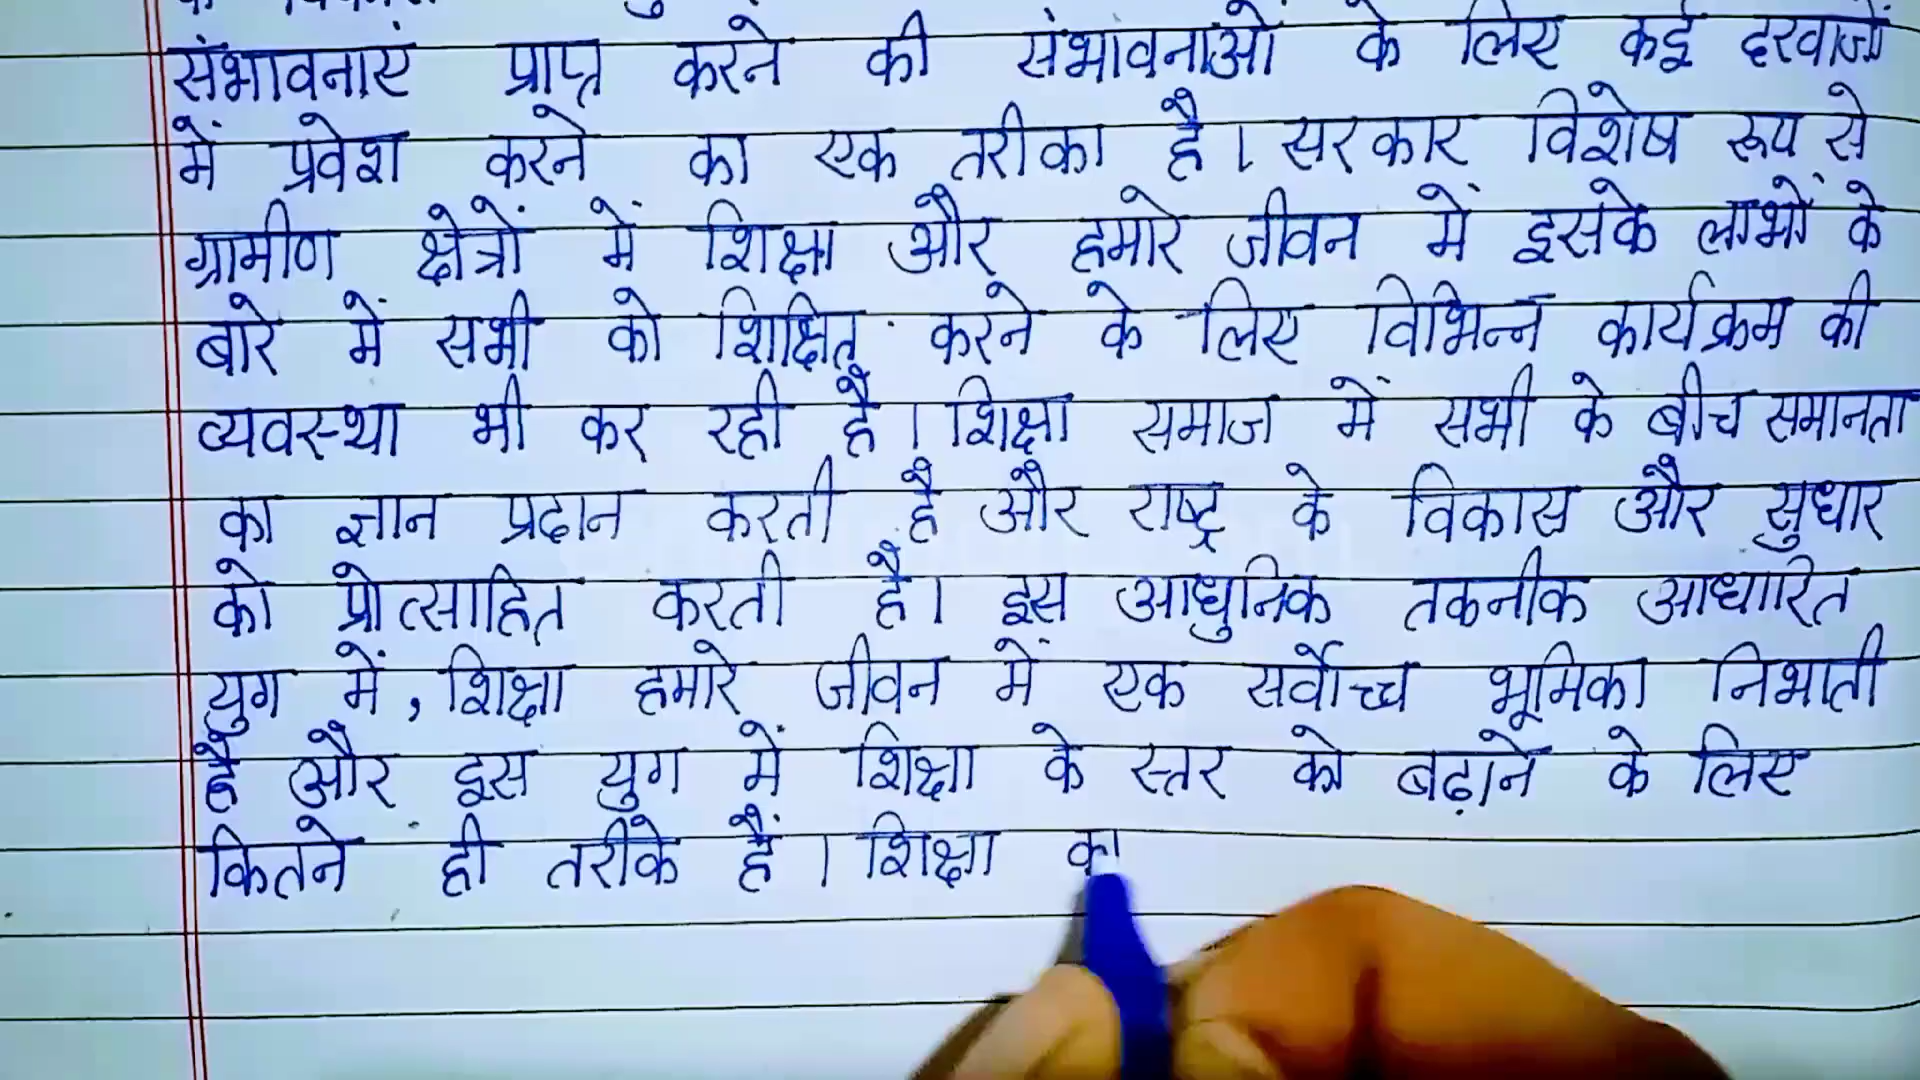 संभावनाएं प्राप्त करने की संभावनाओं के लिए कई दरवाजों
में प्रवेश करने का एक तरीका है। सरकार विशेष रूप से
ग्रामीण क्षेत्रों में शिक्षा और हमारे जीवन में इसके लाभों के
बारे में सभी को शिक्षित करने के लिए विभिन्न कार्यक्रम की
व्यवस्था भी कर रही है। शिक्षा समाज में सभी के बीच समानता
का ज्ञान प्रदान करती है और राष्ट्र के विकास और सुधार
को प्रोत्साहित करती है। इस आधुनिक तकनीक आधारित
युग में, शिक्षा हमारे जीवन में एक सर्वोच्च भूमिका निभाती
है और इस युग में शिक्षा के स्तर को बढ़ाने के लिए
कितने ही तरीके हैं। शिक्षा का